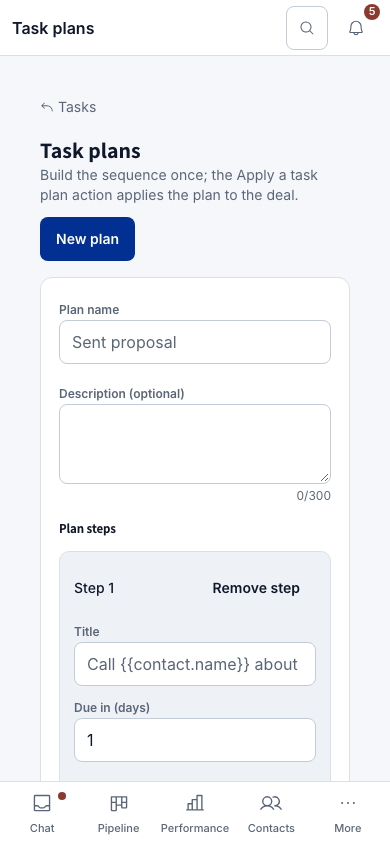 Task plans
5
Tasks
Task plans
Build the sequence once; the Apply a task
plan action applies the plan to the deal.
New plan
Plan name
Sent proposal
Description (optional)
0/300
Plan steps
Step 1
Remove step
Title
Call {{contact.name}} about
Due in (days)
1
Chat
Pipeline
Performance
Contacts
More